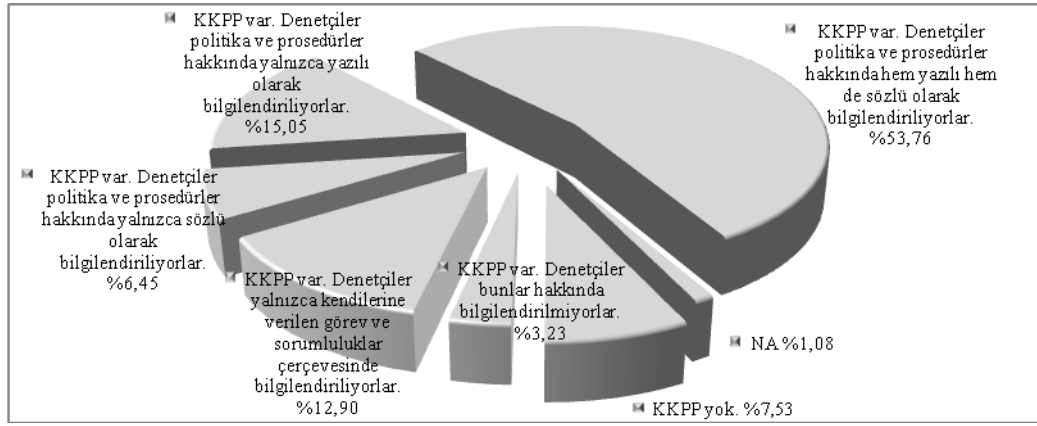 KKPP var. Denetçiler
politika ve prosedürler
hakkında yalnızca yazılı
olarak
bilgilendiriliyorlar.
%15,05
KKPP var. Denetçiler
politika ve prosedürler
hakkında hem yazılı hem
de sözlü olarak
bilgilendiriliyorlar.
%53,76
KKPP var. Denetçiler
politika ve prosedürler
hakkında yalnızca sözlü
olarak
bilgilendiriliyorlar.
%6,45
KKPP var. Denetçiler
yalnızca kendilerine
verilen görev ve
sorumluluklar
çerçevesinde
bilgilendiriliyorlar.
%12,90
KKPP var. Denetçiler
bunlar hakkında
bilgilendirilmiyorlar.
%3,23
NA %1,08
KKPP yok. %7,53